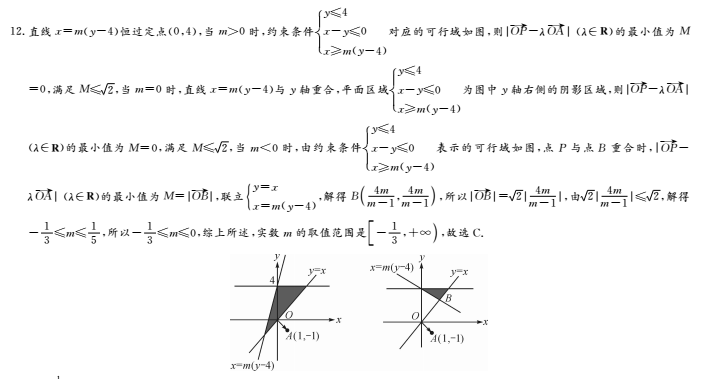 12. 直线 x=m(y−4)恒过定点(0,4),当 m>0 时,约束条件{y≤4 x−y≤0 x≥m(y−4) 对应的可行域如图,则|OP→−λOA→| (λ∈R)的最小值为 M
=0,满足 M≤√2,当 m=0 时,直线 x=m(y−4)与 y 轴重合,平面区域{y≤4 x−y≤0 x≥m(y−4) 为图中 y 轴右侧的阴影区域,则|OP→−λOA→|
(λ∈R)的最小值为 M=0,满足 M≤√2,当 m<0 时,由约束条件{y≤4 x−y≤0 x≥m(y−4) 表示的可行域如图,点 P 与点 B 重合时,|OP→−
λOA→| (λ∈R)的最小值为 M=|OB→|,联立{y=x x=m(y−4),解得 B(4m/(m−1),4m/(m−1)),所以|OB→|=√2|4m/(m−1)|,由√2|4m/(m−1)|≤√2,解得
−1/3≤m≤1/5,所以−1/3≤m≤0,综上所述,实数 m 的取值范围是[−1/3,+∞),故选 C.
y
4
y=x
O
x
A(1,−1)
x=m(y−4)
x=m(y−4)
y
y=x
B
O
x
A(1,−1)